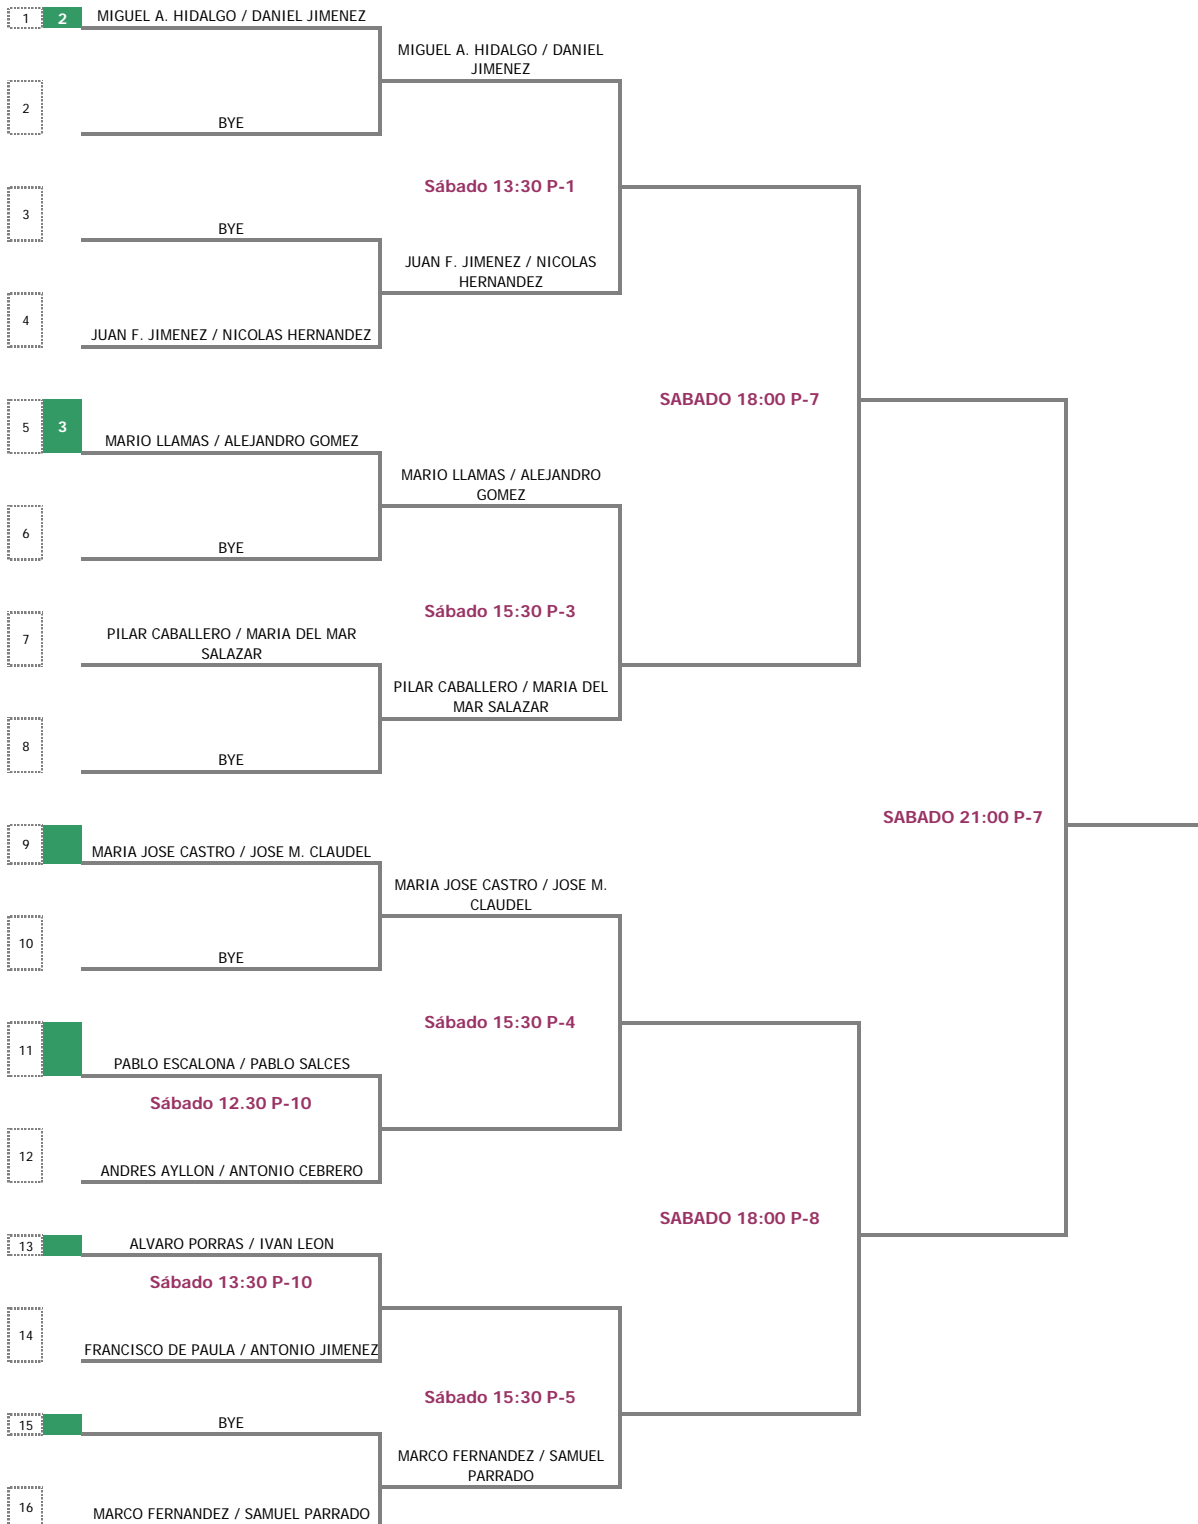 1 2 MIGUEL A. HIDALGO / DANIEL JIMENEZ
MIGUEL A. HIDALGO / DANIEL
JIMENEZ
2
BYE
Sábado 13:30 P-1
3
BYE
JUAN F. JIMENEZ / NICOLAS
HERNANDEZ
4
JUAN F. JIMENEZ / NICOLAS HERNANDEZ
SABADO 18:00 P-7
5 3
MARIO LLAMAS / ALEJANDRO GOMEZ
MARIO LLAMAS / ALEJANDRO
GOMEZ
6
BYE
Sábado 15:30 P-3
7
PILAR CABALLERO / MARIA DEL MAR
SALAZAR
PILAR CABALLERO / MARIA DEL
MAR SALAZAR
8
BYE
SABADO 21:00 P-7
9
MARIA JOSE CASTRO / JOSE M. CLAUDEL
MARIA JOSE CASTRO / JOSE M.
CLAUDEL
10
BYE
Sábado 15:30 P-4
11
PABLO ESCALONA / PABLO SALCES
Sábado 12.30 P-10
12
ANDRES AYLLON / ANTONIO CEBRERO
SABADO 18:00 P-8
13
ALVARO PORRAS / IVAN LEON
Sábado 13:30 P-10
14
FRANCISCO DE PAULA / ANTONIO JIMENEZ
Sábado 15:30 P-5
15
BYE
MARCO FERNANDEZ / SAMUEL
PARRADO
16
MARCO FERNANDEZ / SAMUEL PARRADO